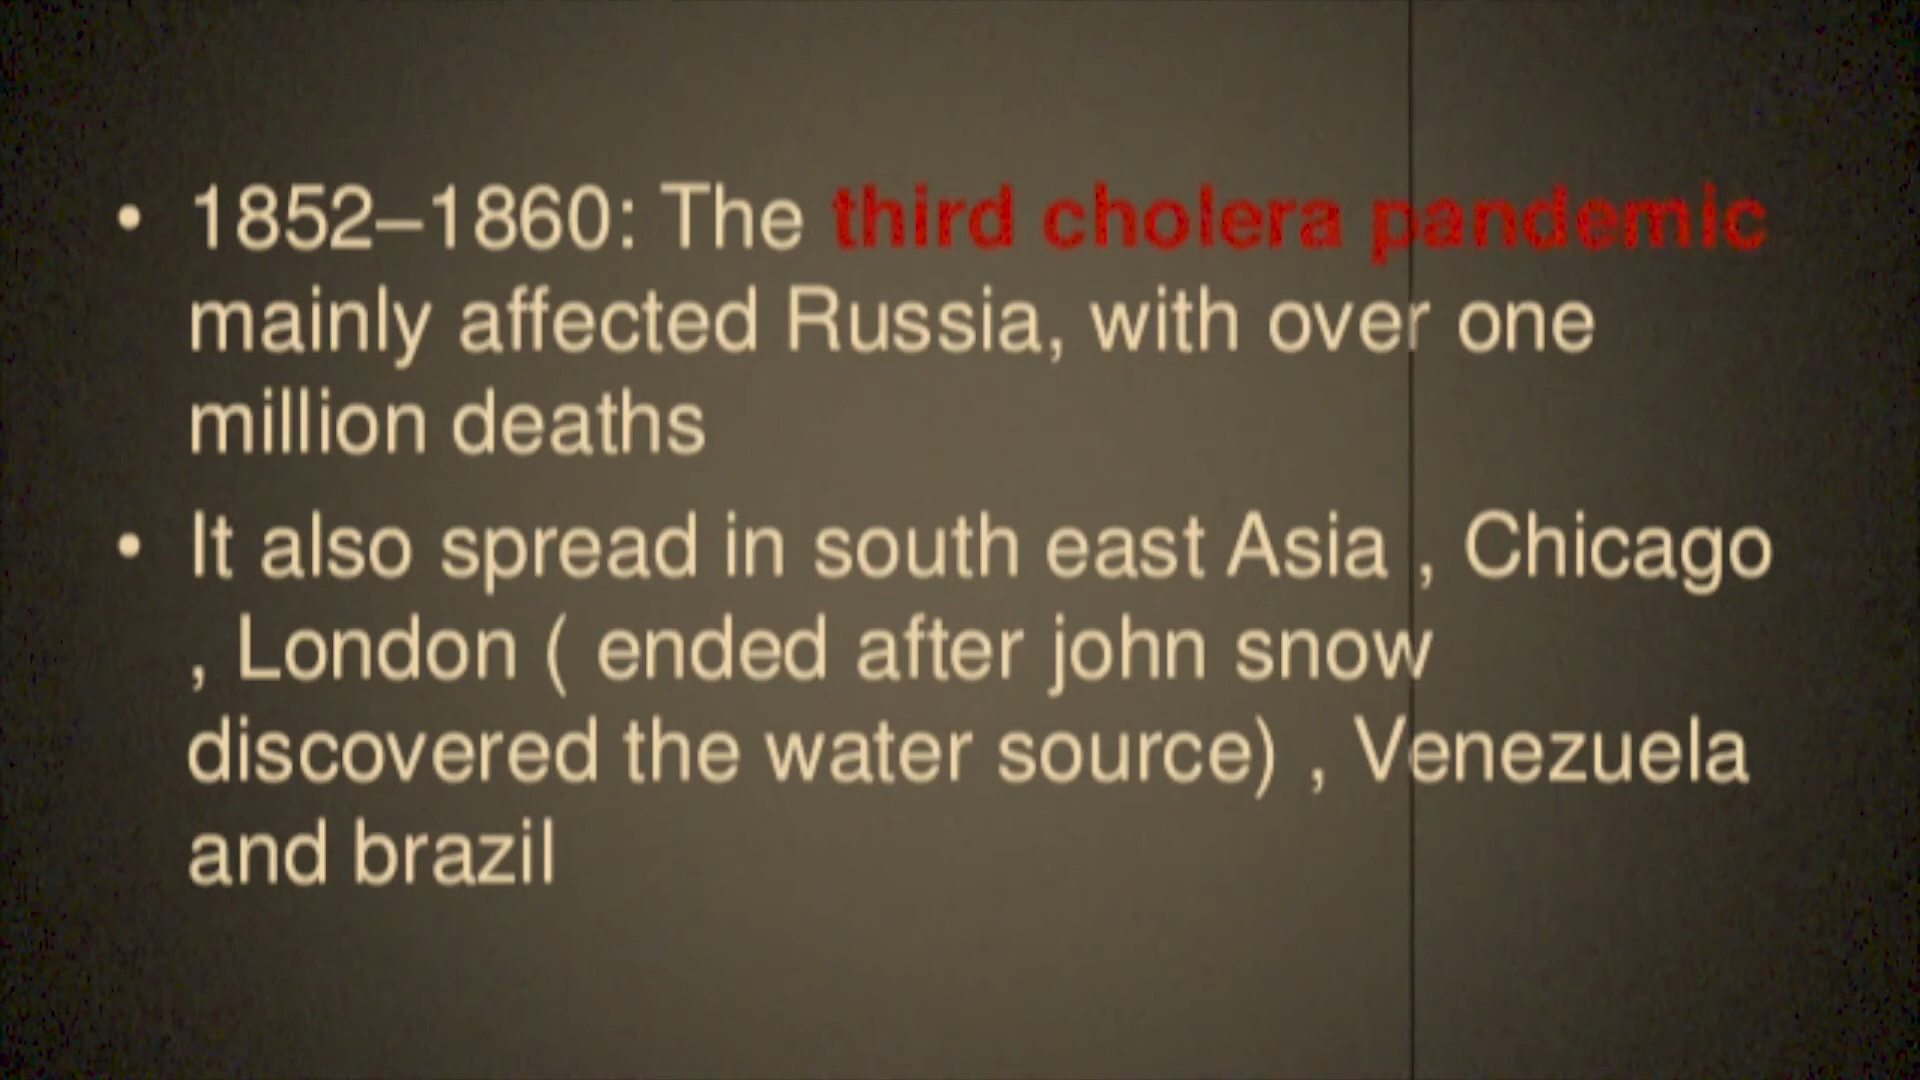 • 1852–1860: The third cholera pandemic
mainly affected Russia, with over one
million deaths
• It also spread in south east Asia , Chicago
, London ( ended after john snow
discovered the water source) , Venezuela
and brazil